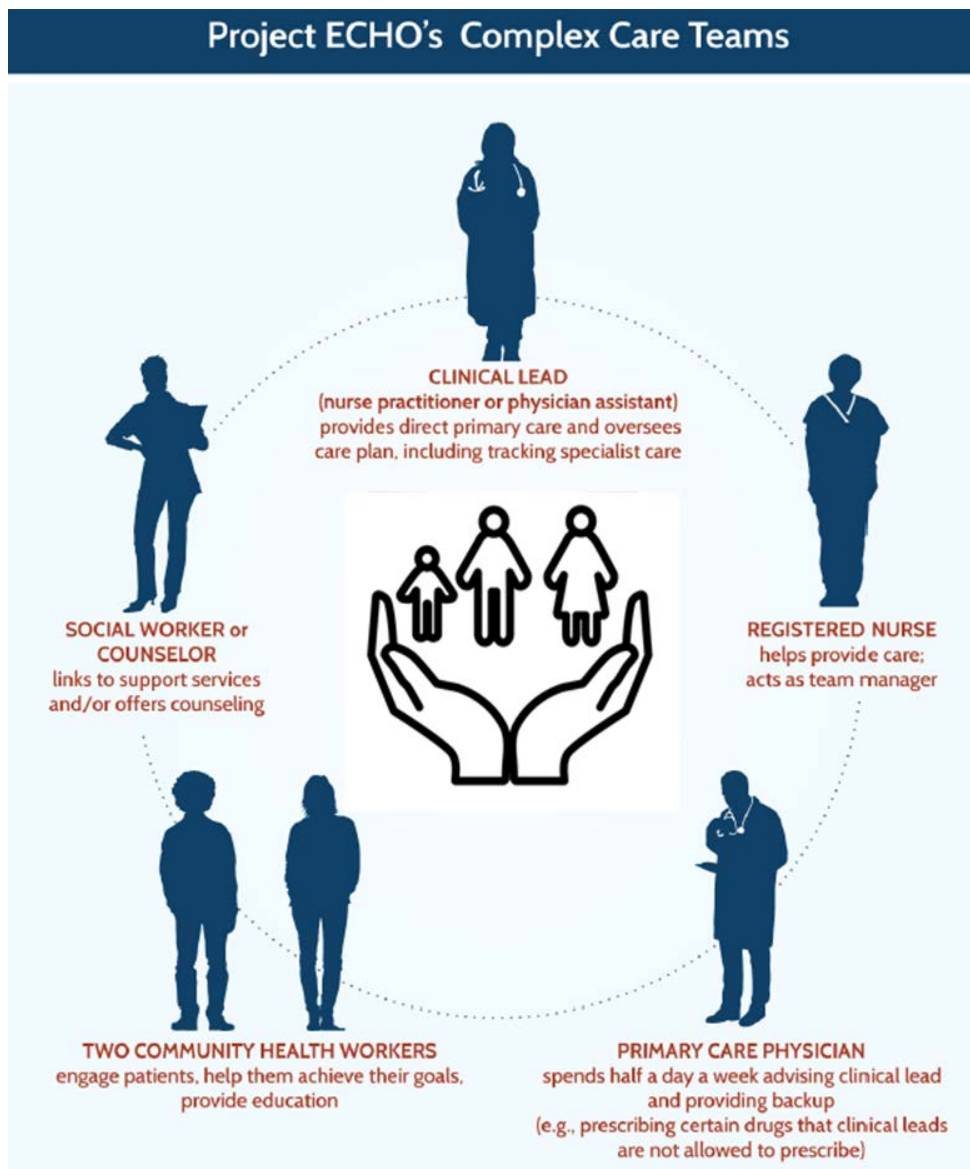 Project ECHO's Complex Care Teams
CLINICAL LEAD
(nurse practitioner or physician assistant)
provides direct primary care and oversees
care plan, including tracking specialist care
SOCIAL WORKER or
COUNSELOR
links to support services
and/or offers counseling
REGISTERED NURSE
helps provide care;
acts as team manager
TWO COMMUNITY HEALTH WORKERS
engage patients, help them achieve their goals,
provide education
PRIMARY CARE PHYSICIAN
spends half a day a week advising clinical lead
and providing backup
(e.g., prescribing certain drugs that clinical leads
are not allowed to prescribe)